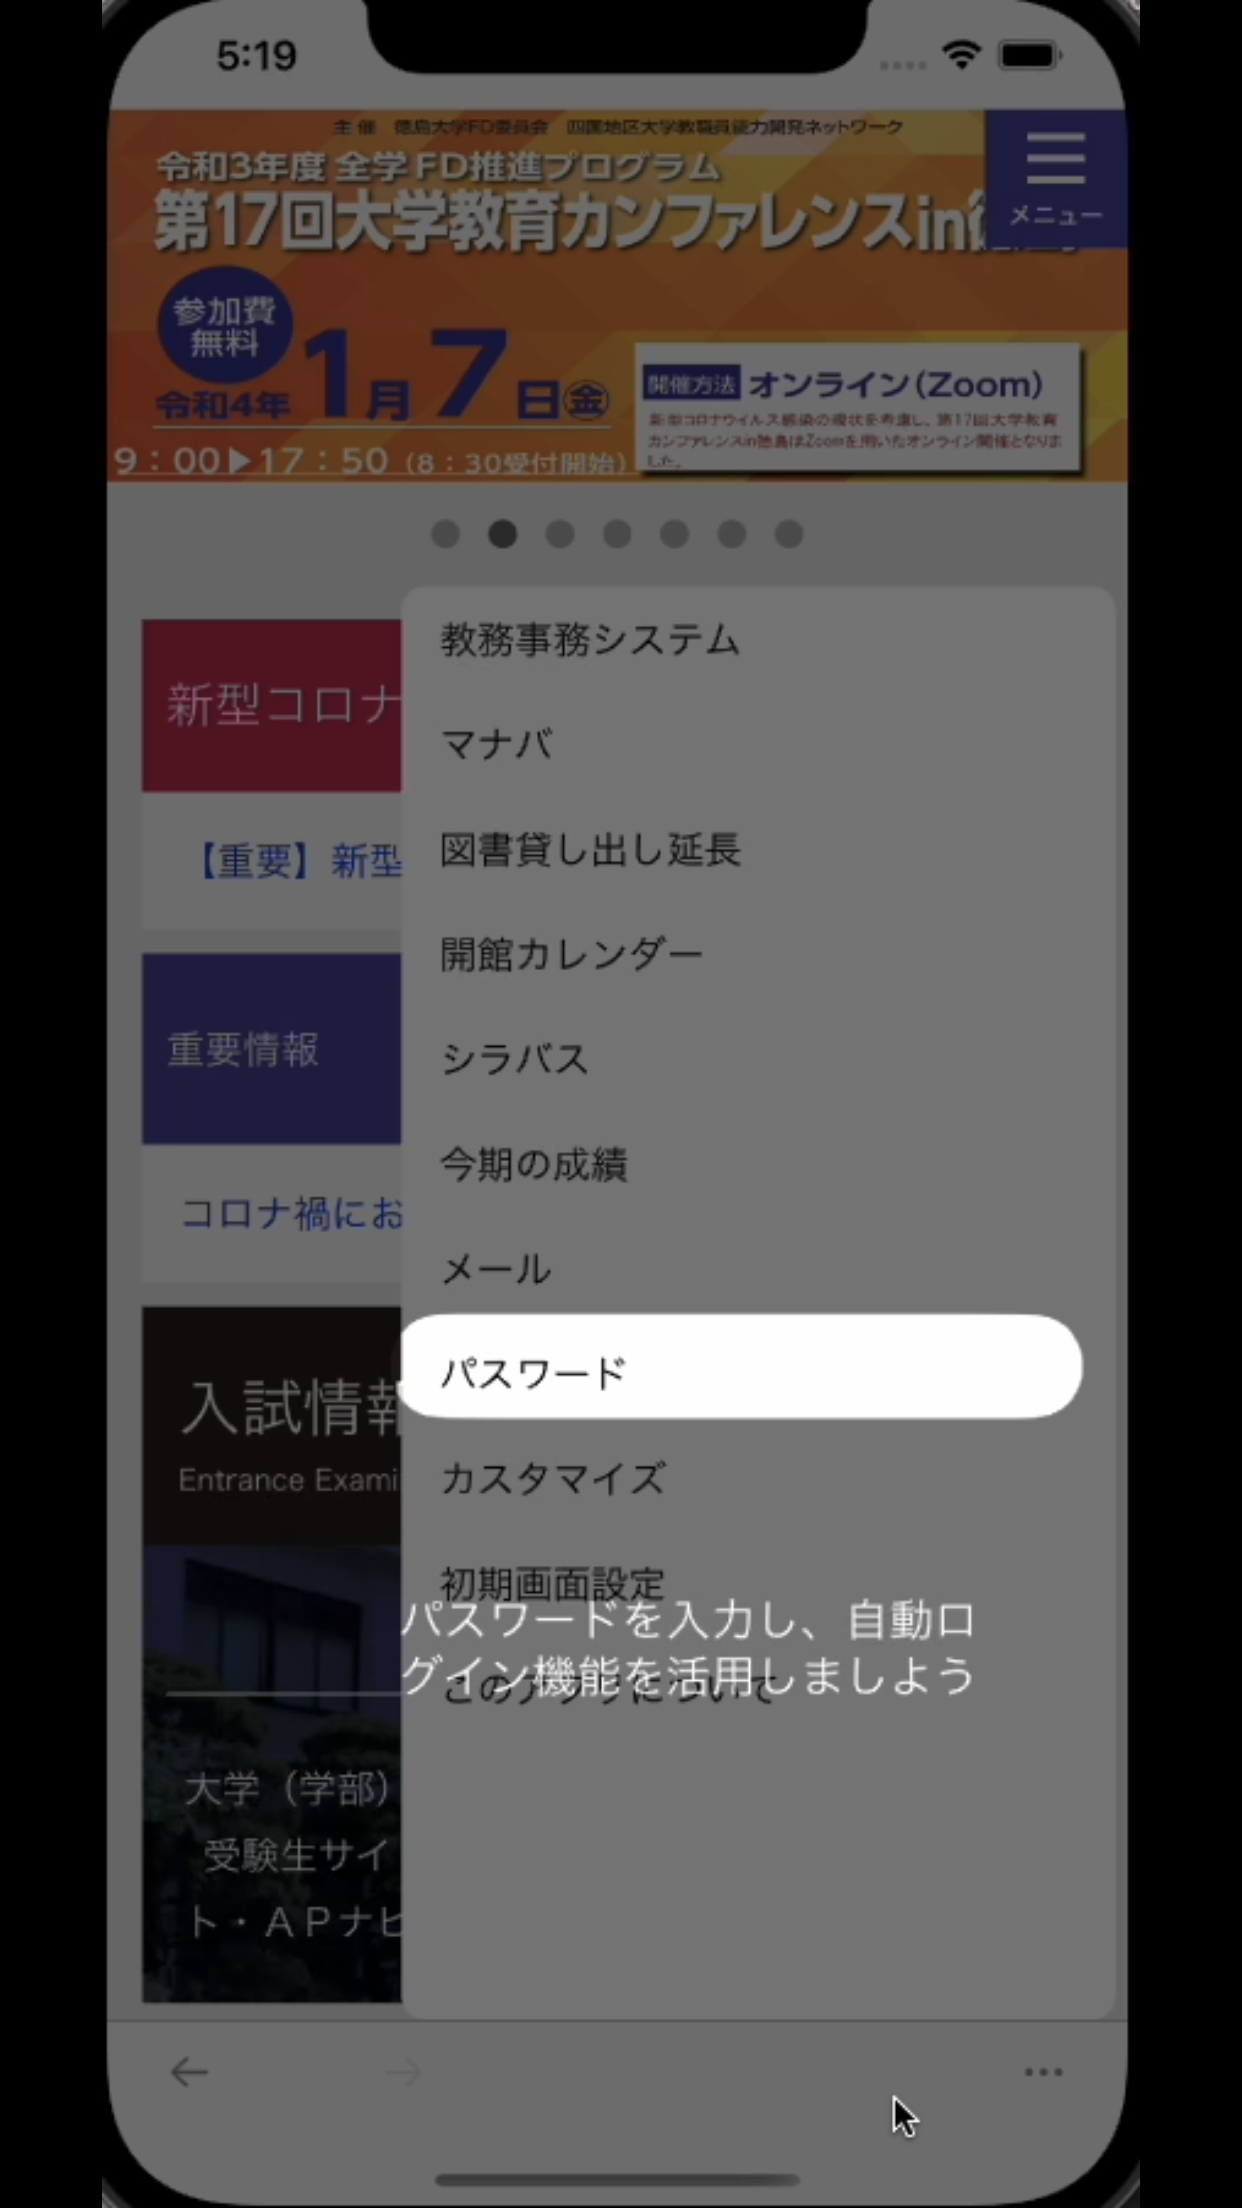 5:19
主催 徳島大学FD委員会 四国地区大学教職員能力開発ネットワーク
令和3年度 全学FD推進プログラム
第17回大学教育カンファレンスin
メニュー
参加費
無料
令和4年 1月7日㊎
9：00▶17：50（8：30受付開始）
開催方法 オンライン(Zoom)
新型コロナウイルス感染の現状を考慮し、第17回大学教育
カンファレンスin徳島はZoomを用いたオンライン開催となりま
した。
新型コロナ
【重要】新型
重要情報
コロナ禍にお
入試情報
Entrance Exami
大学（学部）
受験生サイ
ト・ＡＰナビ
教務事務システム
マナバ
図書貸し出し延長
開館カレンダー
シラバス
今期の成績
メール
パスワード
カスタマイズ
初期画面設定
このアプリについて
パスワードを入力し、自動ロ
グイン機能を活用しましよう